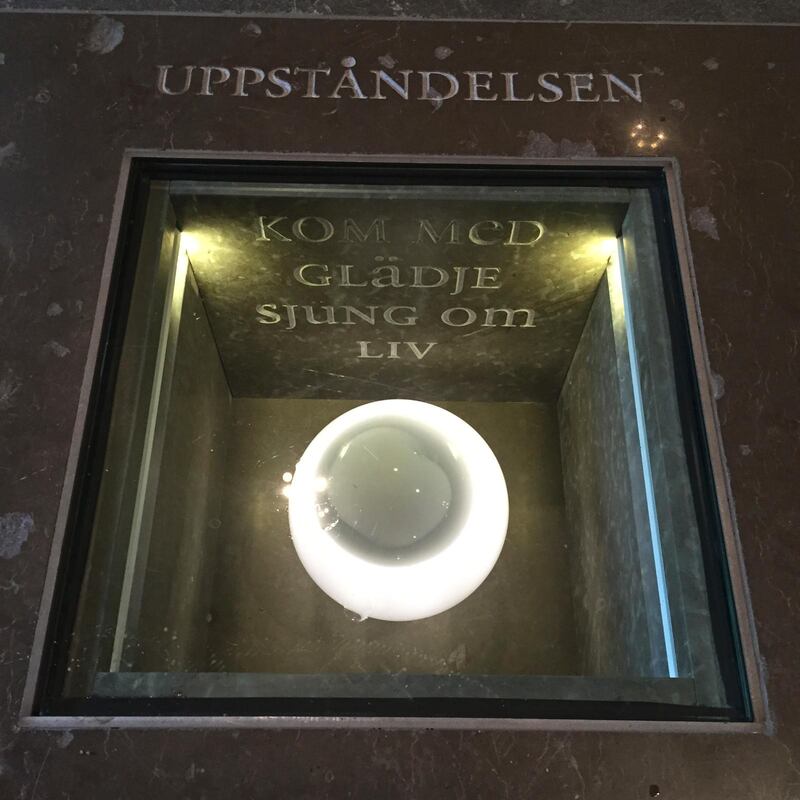 UPPSTÅNDELSEN
KOM MED
GLÄDJE
SJUNG OM
LIV